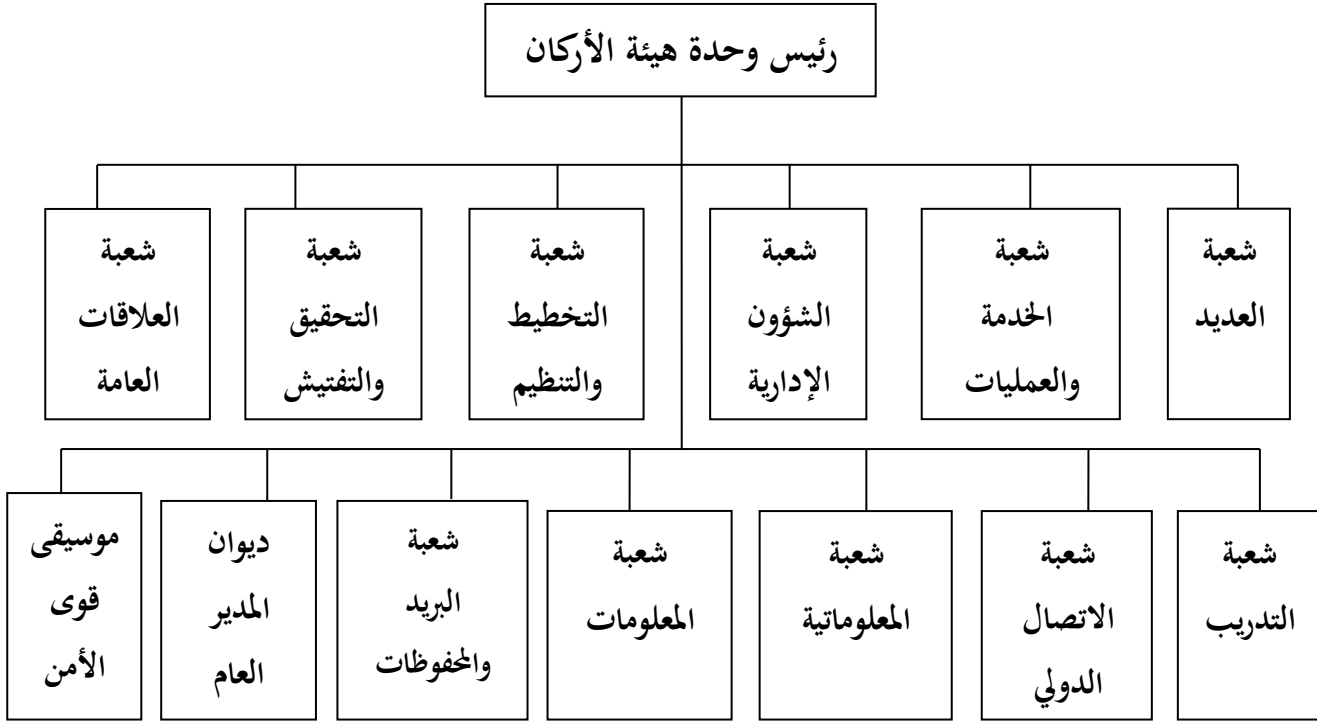 رئيس وحدة هيئة الأركان
شعبة
العديد
شعبة
الخدمة
والعمليات
شعبة
الشؤون
الإدارية
شعبة
التخطيط
والتنظيم
شعبة
التحقيق
والتفتيش
شعبة
العلاقات
العامة
شعبة
التدريب
شعبة
الاتصال
الدولي
شعبة
المعلوماتية
شعبة
المعلومات
شعبة
البريد
والمحفوظات
ديوان
المدير
العام
موسيقى
قوى
الأمن